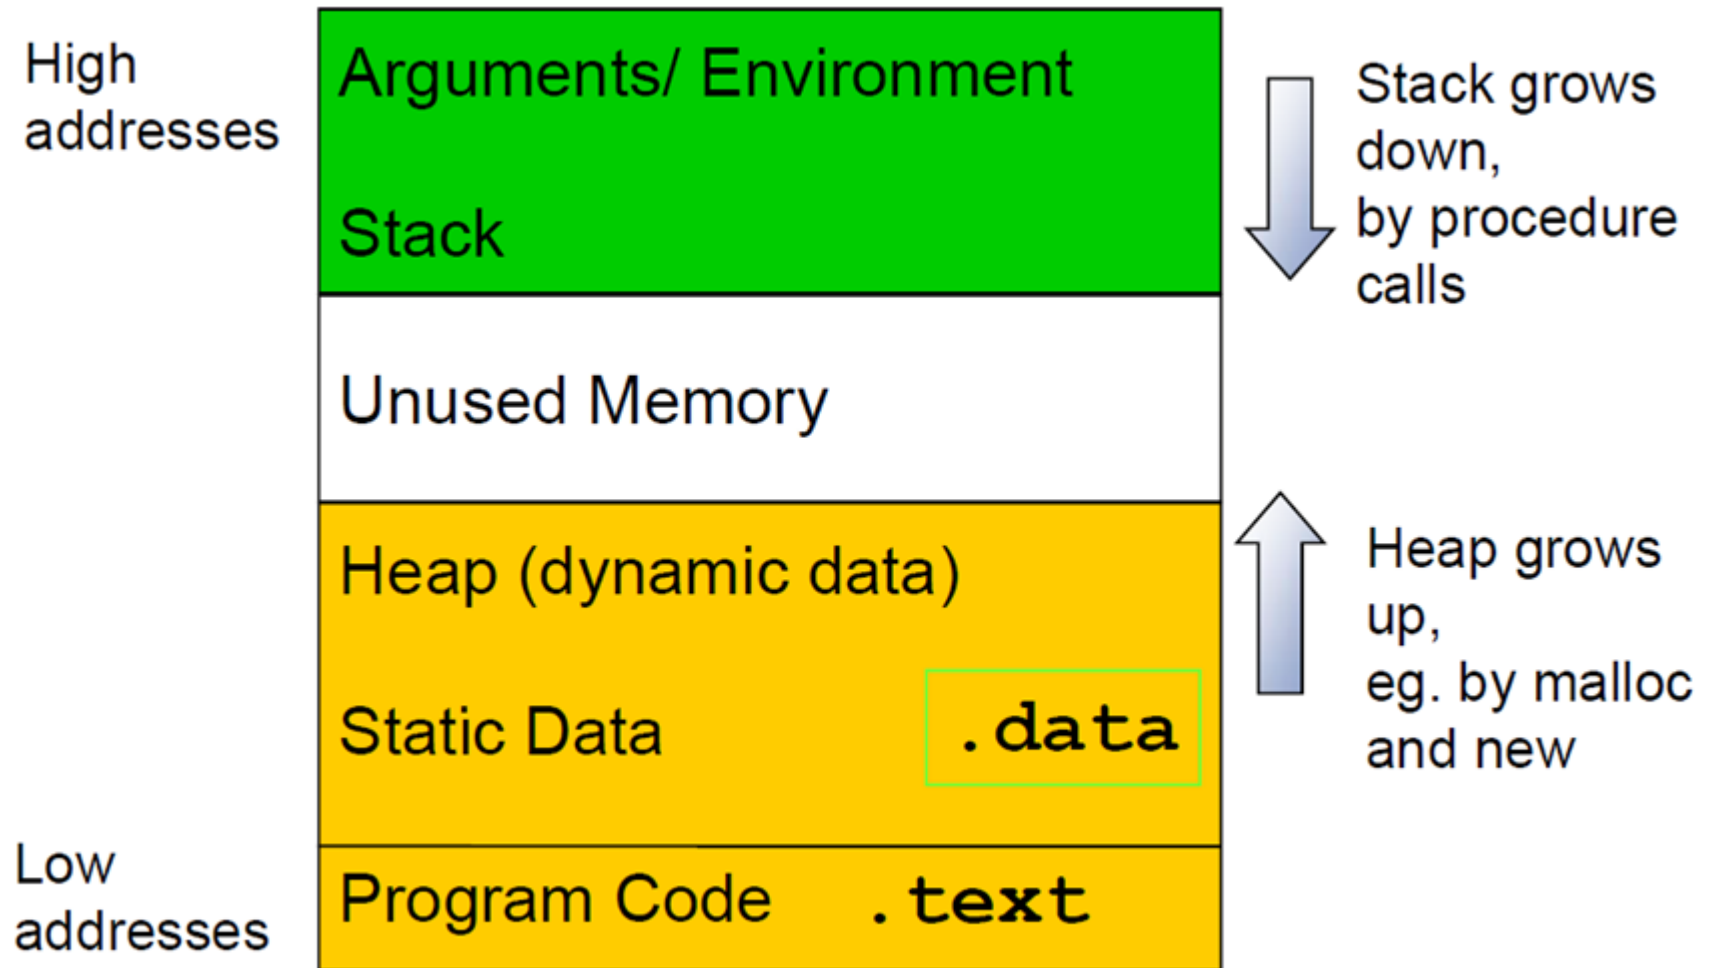 High
addresses
Arguments/ Environment
Stack
Stack grows
down,
by procedure
calls
Unused Memory
Heap (dynamic data)
Heap grows
up,
eg. by malloc
and new
Static Data .data
Low
addresses
Program Code .text